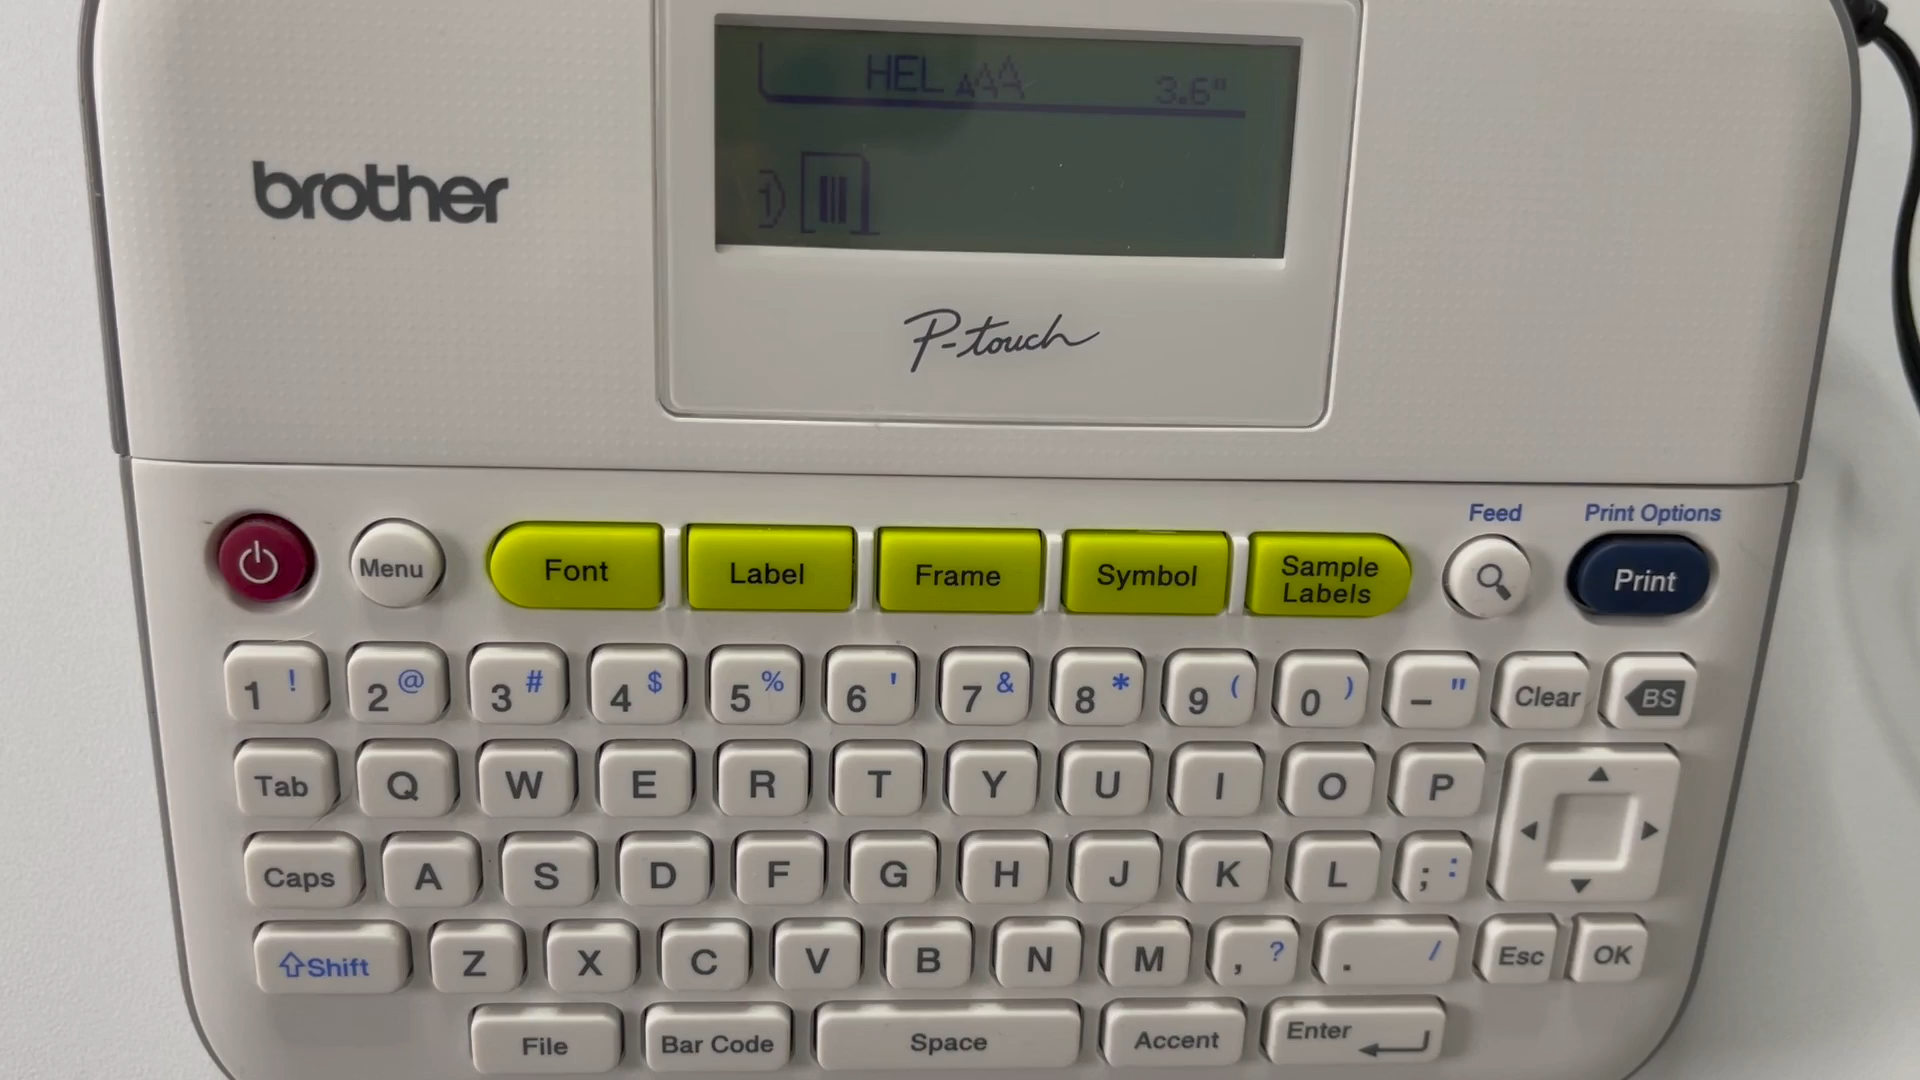 HEL AAA 3.6"
1
brother
P-touch
Feed Print Options
Menu Font Label Frame Symbol Sample Labels Print
1 ! 2 @ 3 # 4 $ 5 % 6 ' 7 & 8 * 9 ( 0 ) – " Clear BS
Tab Q W E R T Y U I O P
Caps A S D F G H J K L ; :
Shift Z X C V B N M , ? . / Esc OK
File Bar Code Space Accent Enter